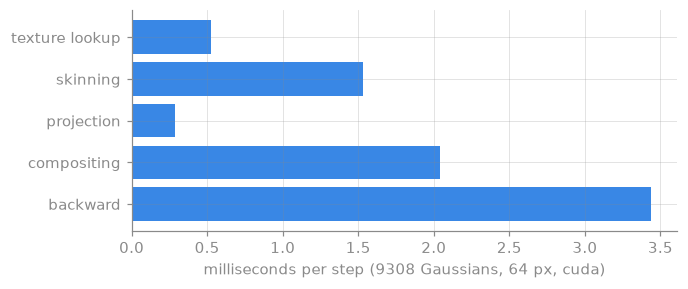 texture lookup
skinning
projection
compositing
backward
0.0 0.5 1.0 1.5 2.0 2.5 3.0 3.5
milliseconds per step (9308 Gaussians, 64 px, cuda)